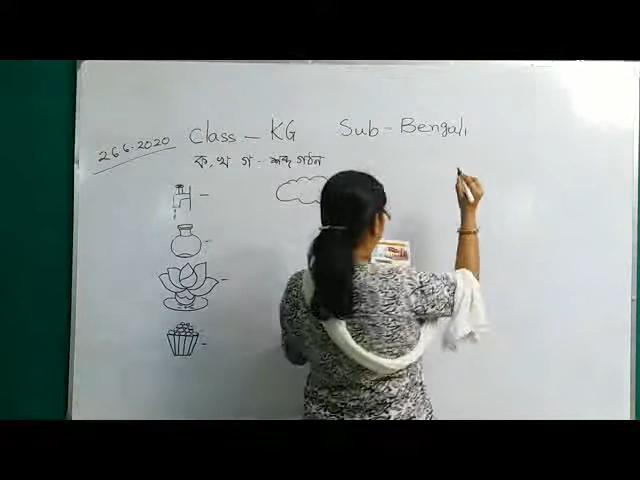 26.6.2020
Class - KG
Sub - Bengali
ক, খ গ - শব্দ গঠন